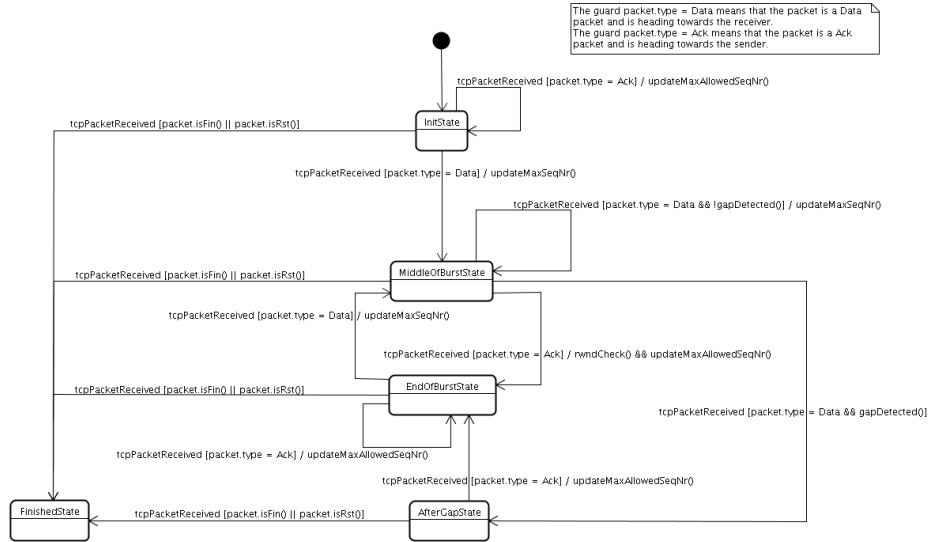 The guard packet.type = Data means that the packet is a Data
packet and is heading towards the receiver.
The guard packet.type = Ack means that the packet is a Ack
packet and is heading towards the sender.
tcpPacketReceived [packet.type = Ack] / updateMaxAllowedSeqNr()
tcpPacketReceived [packet.isFin() || packet.isRst()]
InitState
tcpPacketReceived [packet.type = Data] / updateMaxSeqNr()
tcpPacketReceived [packet.type = Data && !gapDetected()] / updateMaxSeqNr()
tcpPacketReceived [packet.isFin() || packet.isRst()]
MiddleOfBurstState
tcpPacketReceived [packet.type = Data] / updateMaxSeqNr()
tcpPacketReceived [packet.type = Ack] / rwndCheck() && updateMaxAllowedSeqNr()
tcpPacketReceived [packet.isFin() || packet.isRst()]
EndOfBurstState
tcpPacketReceived [packet.type = Data && gapDetected()]
tcpPacketReceived [packet.type = Ack] / updateMaxAllowedSeqNr()
tcpPacketReceived [packet.type = Ack] / updateMaxAllowedSeqNr()
FinishedState
tcpPacketReceived [packet.isFin() || packet.isRst()]
AfterGapState